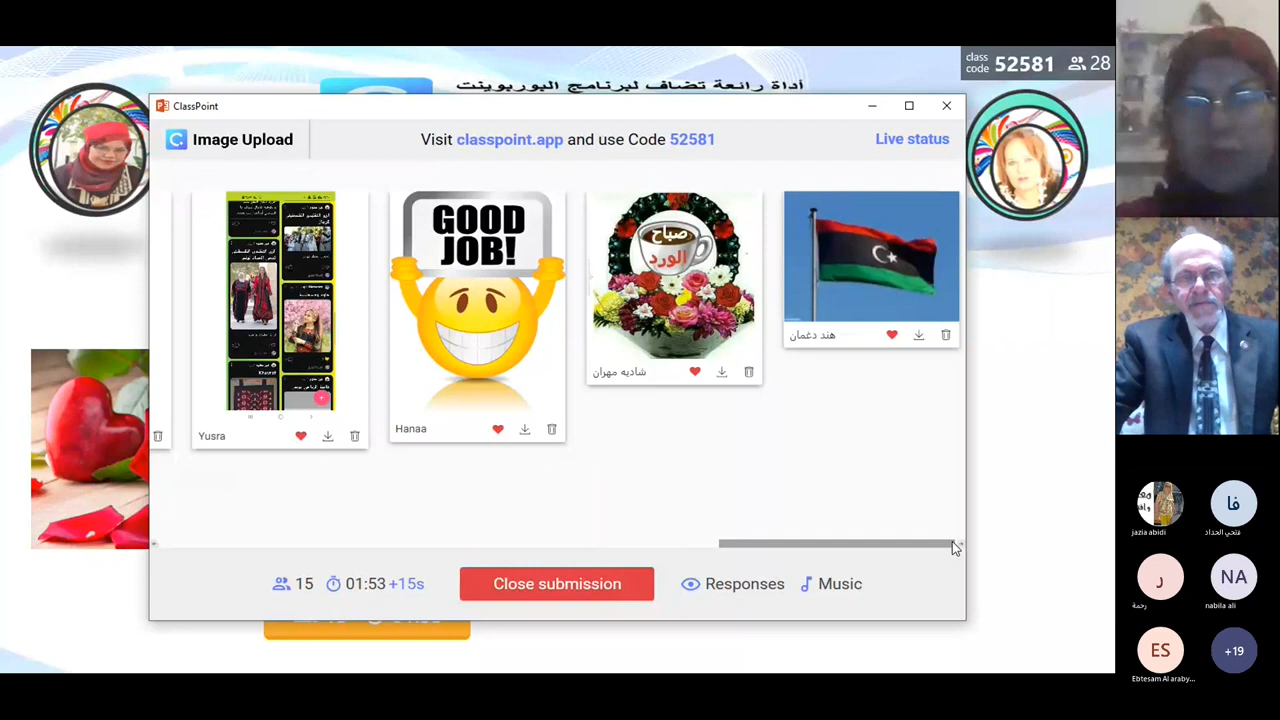 أداة رائعة تضاف لبرنامج البوربوينت
class code 52581 28
ClassPoint
Image Upload
Visit classpoint.app and use Code 52581
Live status
GOOD JOB!
صباح الورد
Yusra
Hanaa
شاديه مهران
هند دغمان
15 01:53 +15s
Close submission
Responses
Music
jazia abidi
فا
فتحي الحداد
ر
رحمة
NA
nabila ali
ES
Ebtesam Al araby...
+19